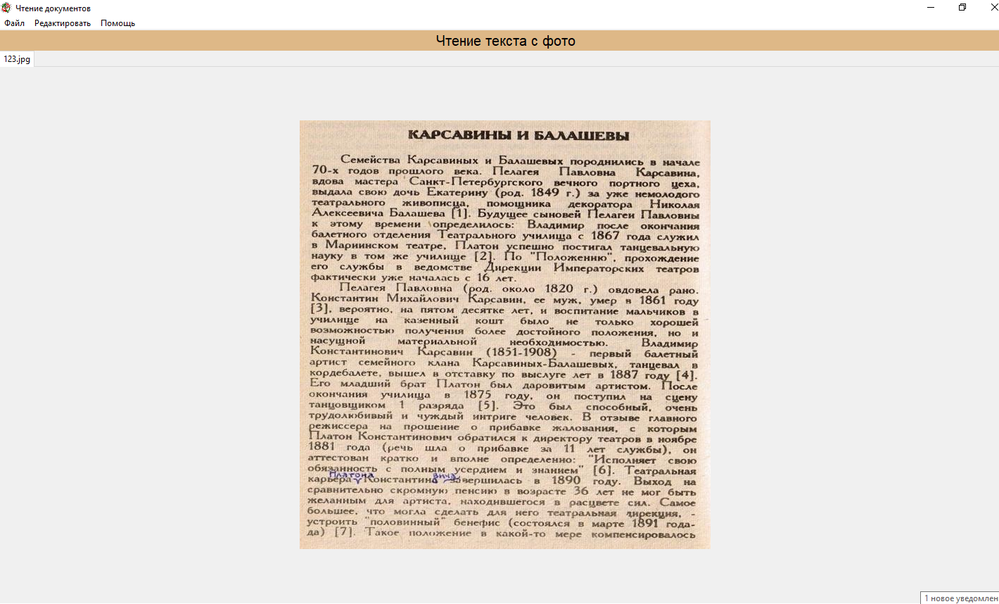 Чтение документов
Файл Редактировать Помощь
Чтение текста с фото
123.jpg
КАРСАВИНЫ И БАЛАШЕВЫ
Семейства Карсавиных и Балашевых породнились в начале
70-х годов прошлого века. Пелагея Павловна Карсавина,
вдова мастера Санкт-Петербургского вечного портного цеха,
выдала свою дочь Екатерину (род. 1849 г.) за уже немолодого
театрального живописца, помощника декоратора Николая
Алексеевича Балашева [1]. Будущее сыновей Пелагеи Павловны
к этому времени определилось: Владимир после окончания
балетного отделения Театрального училища с 1867 года служил
в Мариинском театре, Платон успешно постигал танцевальную
науку в том же училище [2]. По "Положению", прохождение
его службы в ведомстве Дирекции Императорских театров
фактически уже началась с 16 лет.
Пелагея Павловна (род. около 1820 г.) овдовела рано.
Константин Михайлович Карсавин, ее муж, умер в 1861 году
[3], вероятно, на пятом десятке лет, и воспитание мальчиков в
училище на казенный кошт было не только хорошей
возможностью получения более достойного положения, но и
насущной материальной необходимостью. Владимир
Константинович Карсавин (1851-1908) - первый балетный
артист семейного клана Карсавиных-Балашевых, танцевал в
кордебалете, вышел в отставку по выслуге лет в 1887 году [4].
Его младший брат Платон был даровитым артистом. После
окончания училища в 1875 году, он поступил на сцену
танцовщиком 1 разряда [5]. Это был способный, очень
трудолюбивый и чуждый интриге человек. В отзыве главного
режиссера на прошение о прибавке жалования, с которым
Платон Константинович обратился к директору театров в ноябре
1881 года (речь шла о прибавке за 11 лет службы), он
аттестован кратко и вполне определенно: "Исполняет свою
обязанность с полным усердием и знанием" [6]. Театральная
Платона вича
карьера Константина завершилась в 1890 году. Выход на
сравнительно скромную пенсию в возрасте 36 лет не мог быть
желанным для артиста, находившегося в расцвете сил. Самое
большее, что могла сделать для него театральная дирекция, -
устроить "половинный" бенефис (состоялся в марте 1891 года-
да) [7]. Такое положение в какой-то мере компенсировалось
1 новое уведомлен